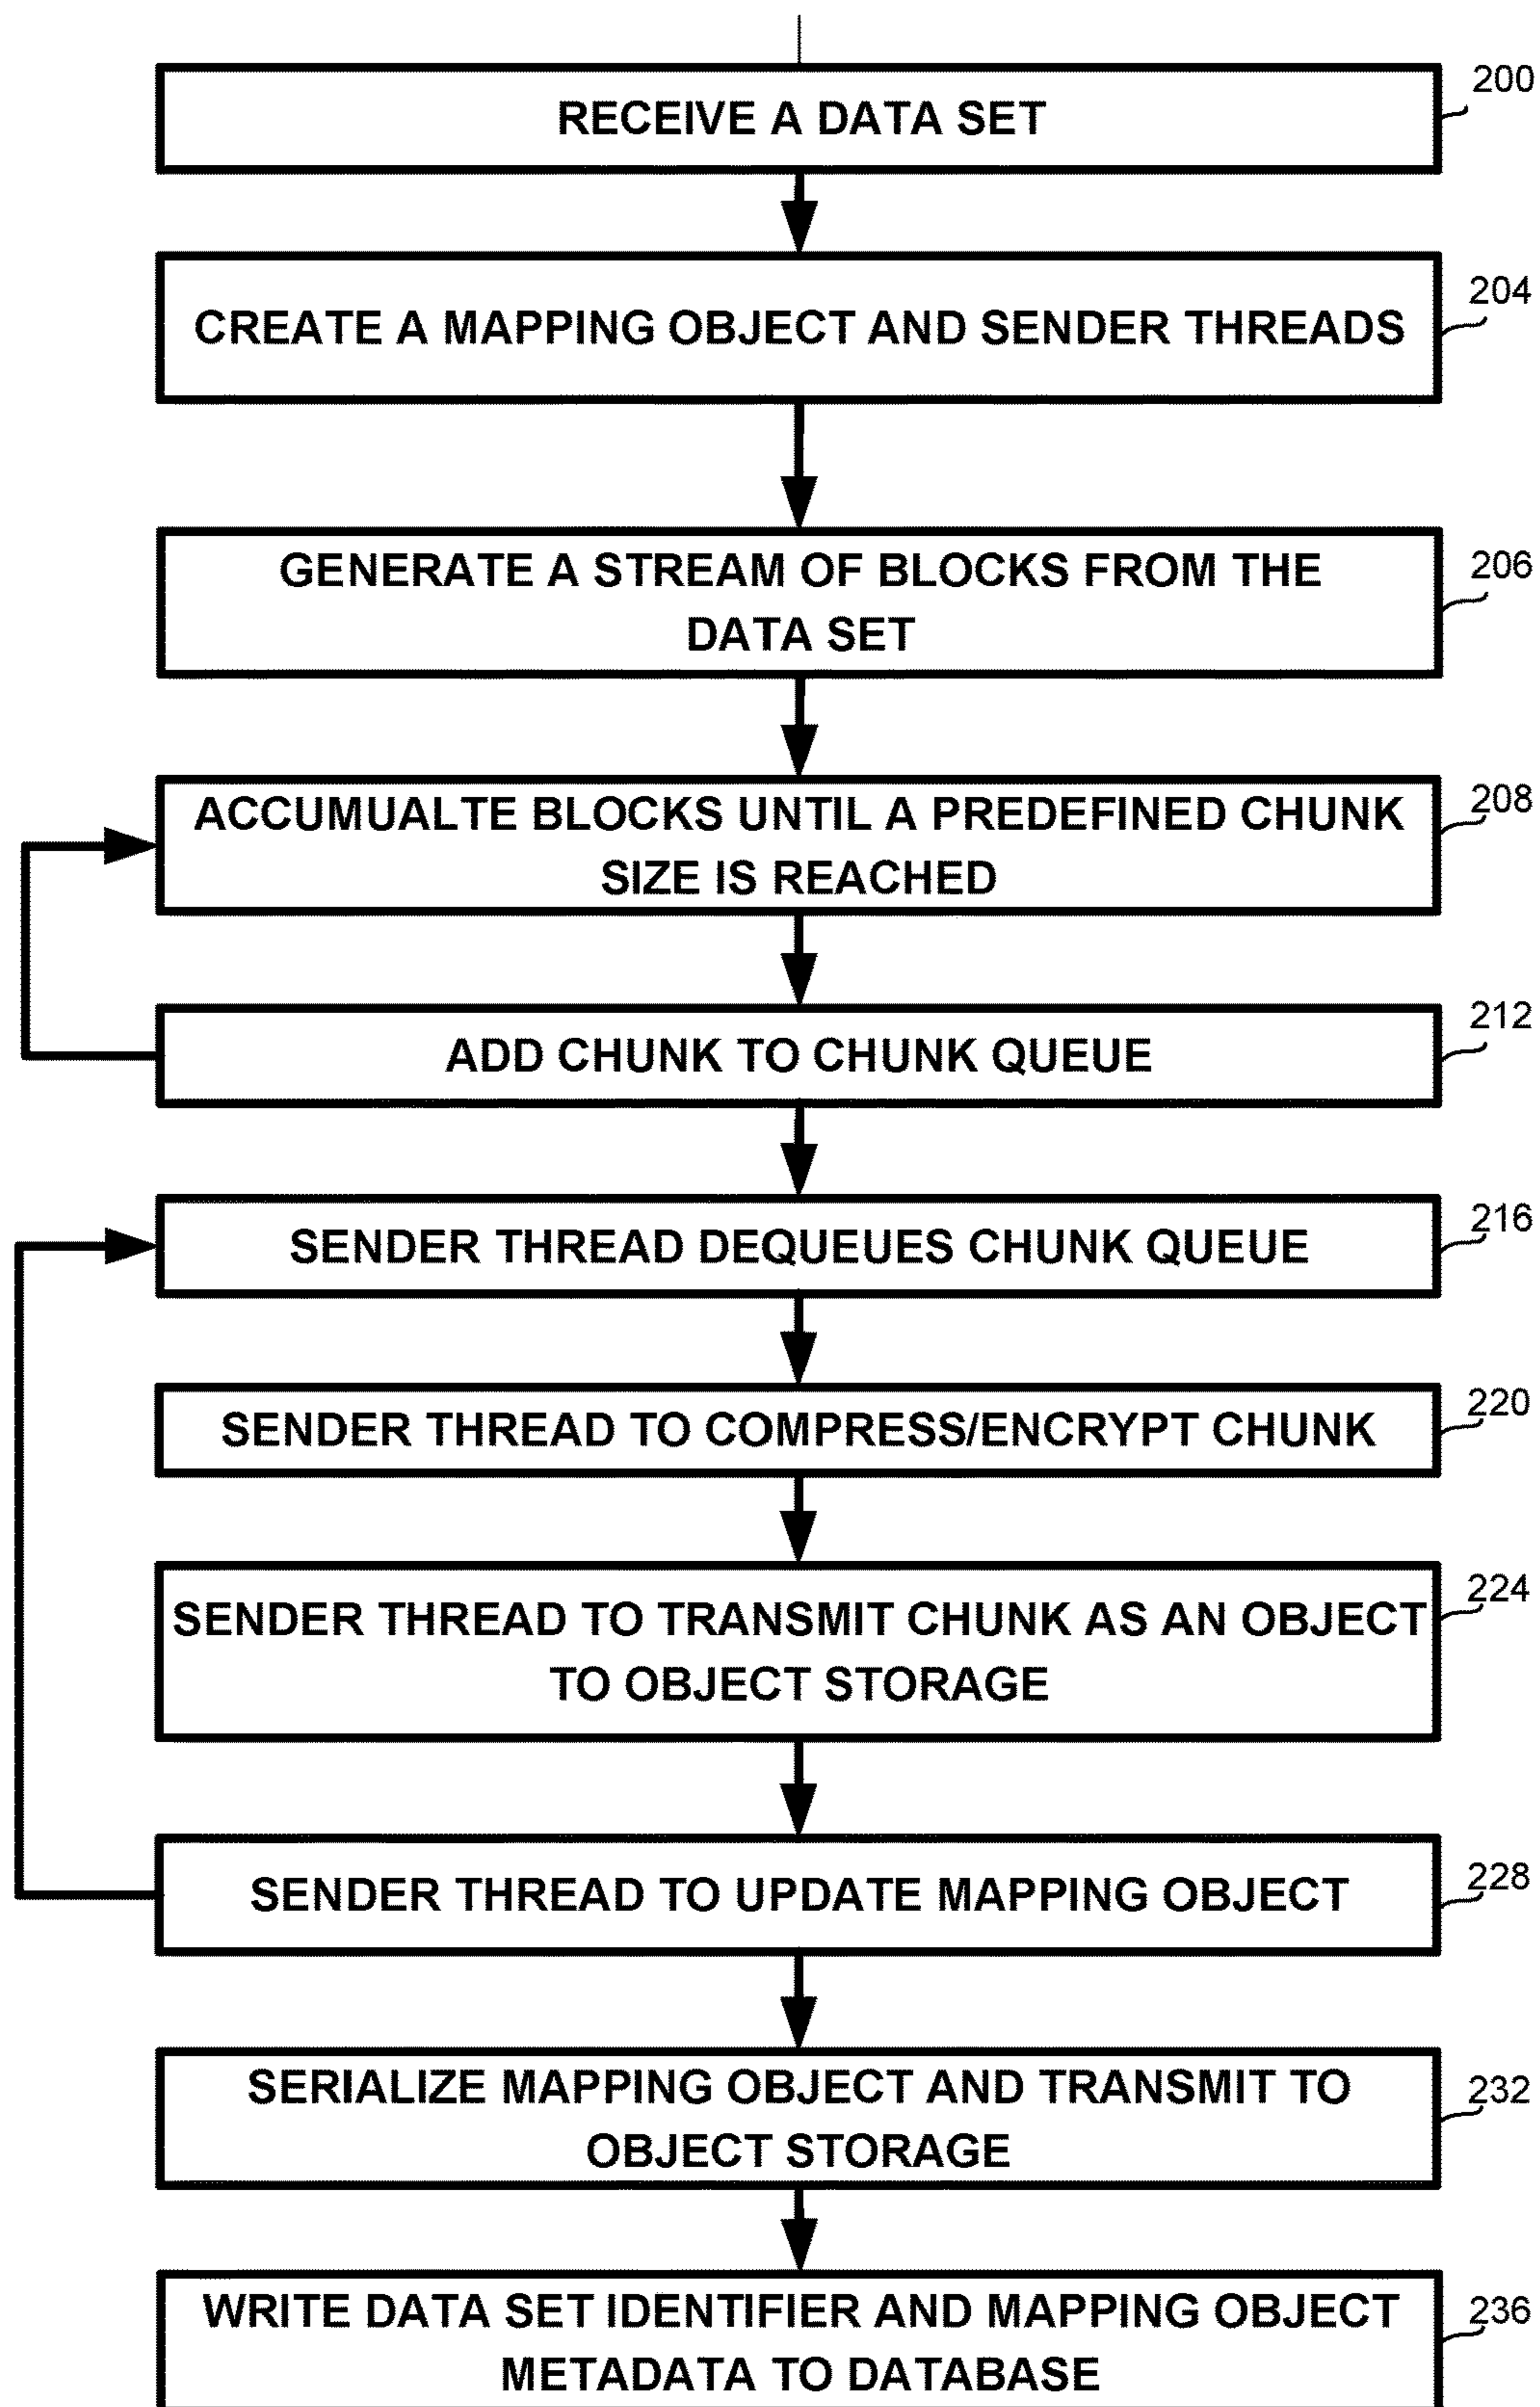 200
RECEIVE A DATA SET
204
CREATE A MAPPING OBJECT AND SENDER THREADS
206
GENERATE A STREAM OF BLOCKS FROM THE
DATA SET
208
ACCUMUALTE BLOCKS UNTIL A PREDEFINED CHUNK
SIZE IS REACHED
212
ADD CHUNK TO CHUNK QUEUE
216
SENDER THREAD DEQUEUES CHUNK QUEUE
220
SENDER THREAD TO COMPRESS/ENCRYPT CHUNK
224
SENDER THREAD TO TRANSMIT CHUNK AS AN OBJECT
TO OBJECT STORAGE
228
SENDER THREAD TO UPDATE MAPPING OBJECT
232
SERIALIZE MAPPING OBJECT AND TRANSMIT TO
OBJECT STORAGE
236
WRITE DATA SET IDENTIFIER AND MAPPING OBJECT
METADATA TO DATABASE